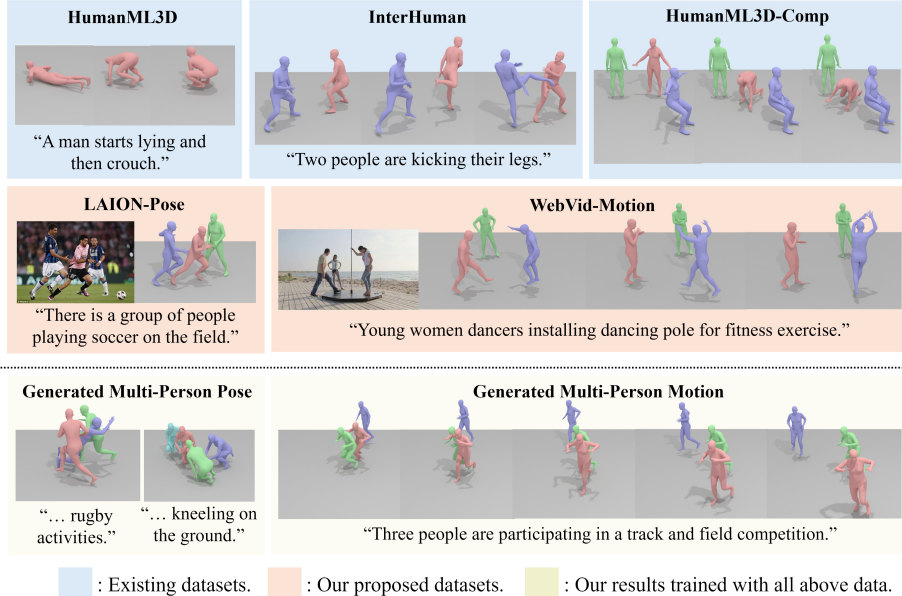 HumanML3D
InterHuman
HumanML3D-Comp
“A man starts lying and
then crouch.”
“Two people are kicking their legs.”
LAION-Pose
WebVid-Motion
“There is a group of people
playing soccer on the field.”
“Young women dancers installing dancing pole for fitness exercise.”
Generated Multi-Person Pose
Generated Multi-Person Motion
“… rugby
activities.”
“… kneeling on
the ground.”
“Three people are participating in a track and field competition.”
: Existing datasets.
: Our proposed datasets.
: Our results trained with all above data.